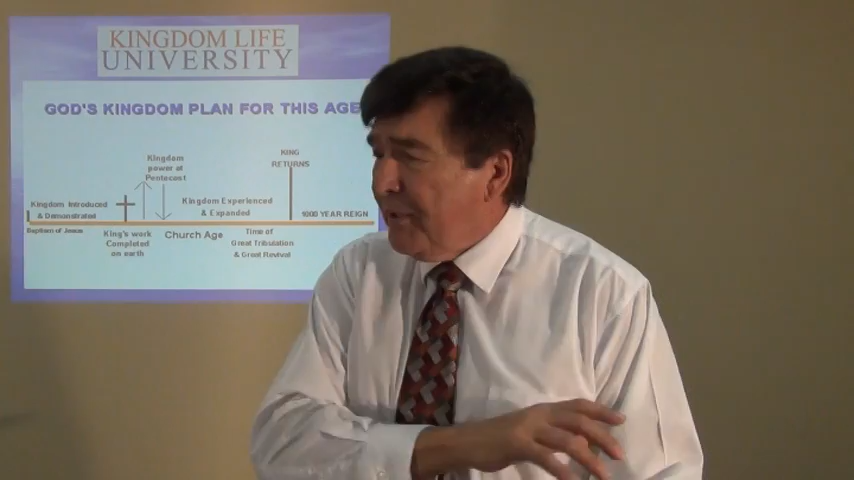 KINGDOM LIFE
UNIVERSITY
GOD'S KINGDOM PLAN FOR THIS AGE
Kingdom
power at
Pentecost
KING
RETURNS
Kingdom Introduced
& Demonstrated
Kingdom Experienced
& Expanded
1000 YEAR REIGN
Baptism of Jesus
King's work
Completed
on earth
Church Age
Time of
Great Tribulation
& Great Revival